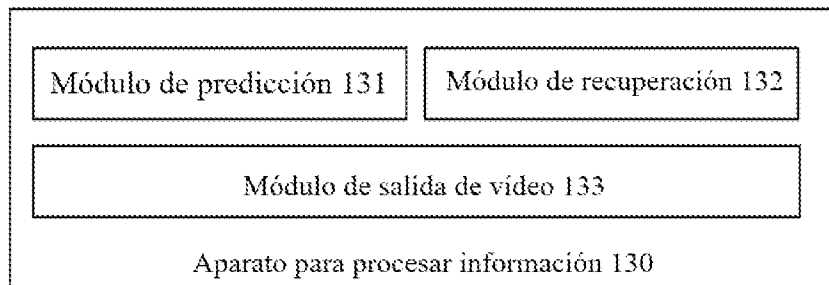 Módulo de predicción 131
Módulo de recuperación 132
Módulo de salida de vídeo 133
Aparato para procesar información 130